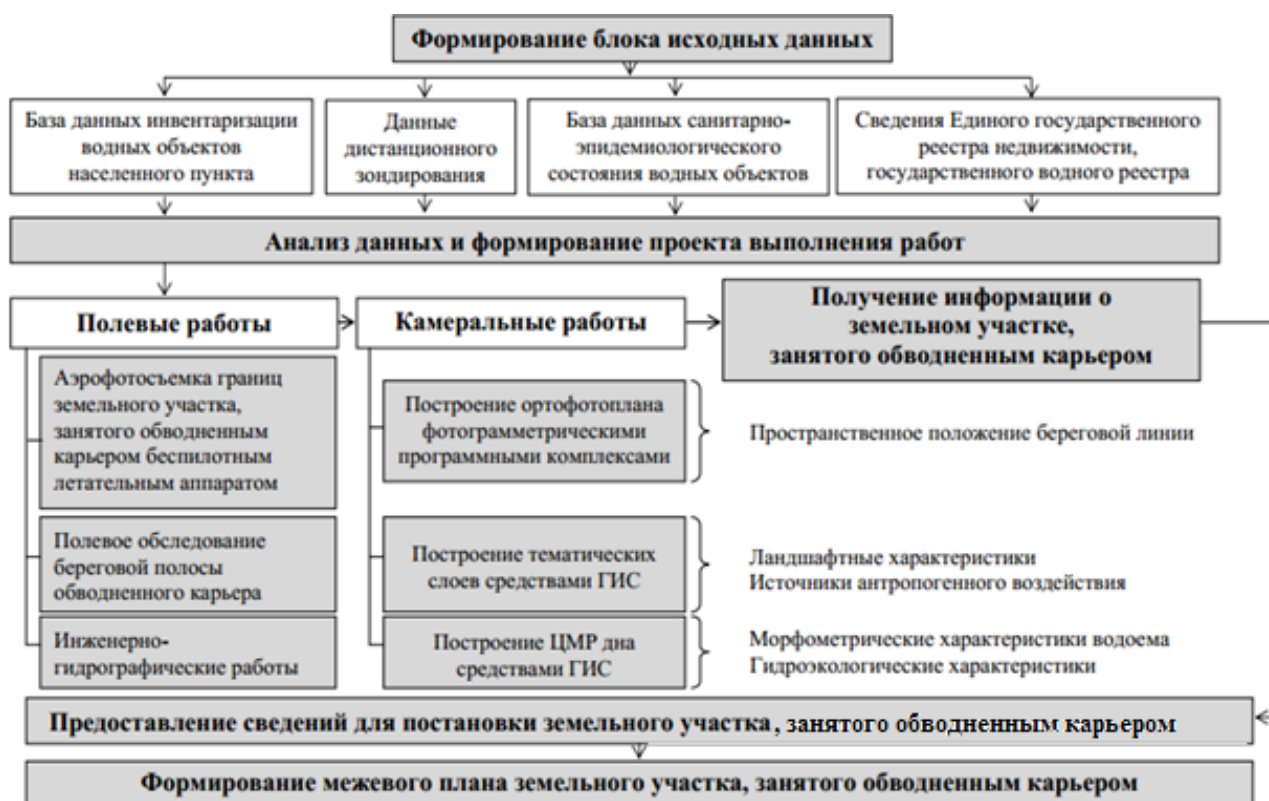 Формирование блока исходных данных
База данных инвентаризации
водных объектов
населенного пункта
Данные
дистанционного
зондирования
База данных санитарно-
эпидемиологического
состояния водных объектов
Сведения Единого государственного
реестра недвижимости,
государственного водного реестра
Анализ данных и формирование проекта выполнения работ
Полевые работы
Камеральные работы
Получение информации о
земельном участке,
занятого обводненным карьером
Аэрофотосъемка границ
земельного участка,
занятого обводненным
карьером беспилотным
летательным аппаратом
Построение ортофотоплана
фотограмметрическими
программными комплексами
Пространственное положение береговой линии
Полевое обследование
береговой полосы
обводненного карьера
Построение тематических
слоев средствами ГИС
Ландшафтные характеристики
Источники антропогенного воздействия
Инженерно-
гидрографические работы
Построение ЦМР дна
средствами ГИС
Морфометрические характеристики водоема
Гидроэкологические характеристики
Предоставление сведений для постановки земельного участка, занятого обводненным карьером
Формирование межевого плана земельного участка, занятого обводненным карьером